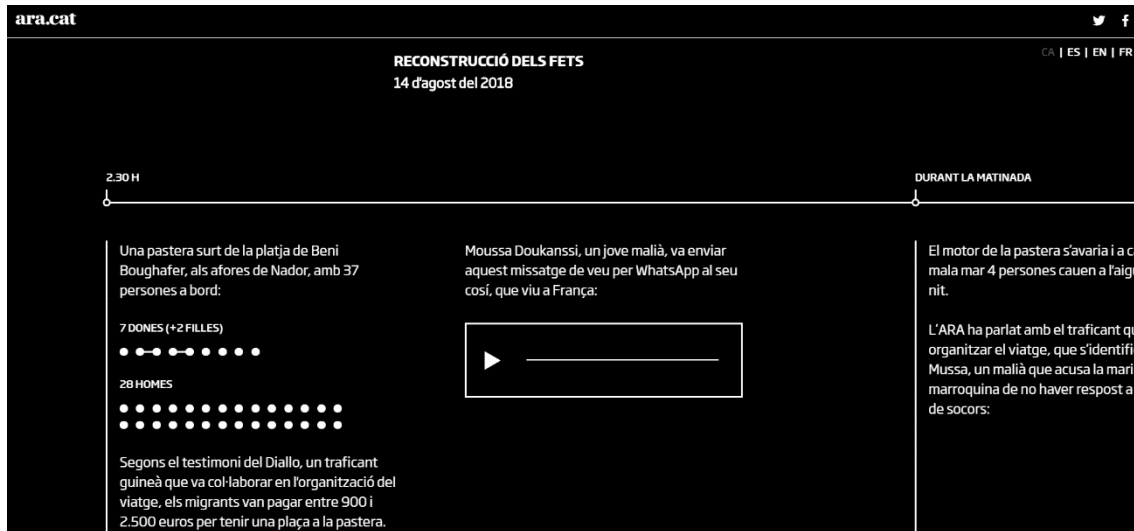 ara.cat
CA | ES | EN | FR
RECONSTRUCCIÓ DELS FETS
14 d'agost del 2018
2.30 H
Una pastera surt de la platja de Beni
Boughafer, als afores de Nador, amb 37
persones a bord:
7 DONES (+2 FILLES)
28 HOMES
Segons el testimoni del Diallo, un traficant
guineà que va col·laborar en l'organització del
viatge, els migrants van pagar entre 900 i
2.500 euros per tenir una plaça a la pastera.
Moussa Doukanssi, un jove malià, va enviar
aquest missatge de veu per WhatsApp al seu
cosí, que viu a França:
DURANT LA MATINADA
El motor de la pastera s'avaria i a
mala mar 4 persones cauen a
nit.
L'ARA ha parlat amb el traficant
organitzar el viatge, que
Mussa, un malià que acusa la
marroquina de no haver respost a
de socors: